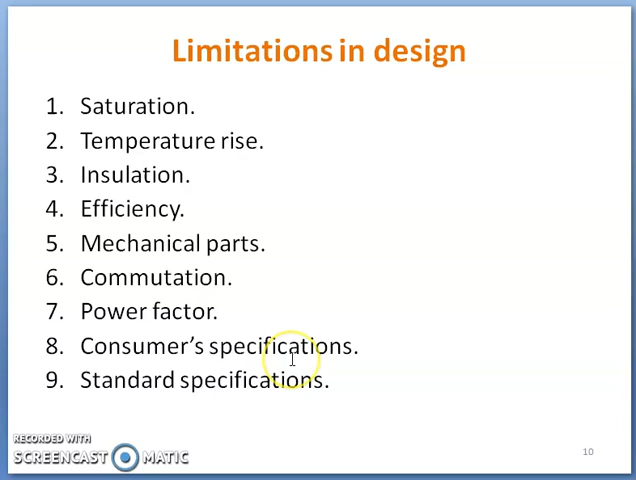 Limitations in design
1. Saturation.
2. Temperature rise.
3. Insulation.
4. Efficiency.
5. Mechanical parts.
6. Commutation.
7. Power factor.
8. Consumer’s specifications.
9. Standard specifications.
RECORDED WITH
SCREENCAST MATIC
10